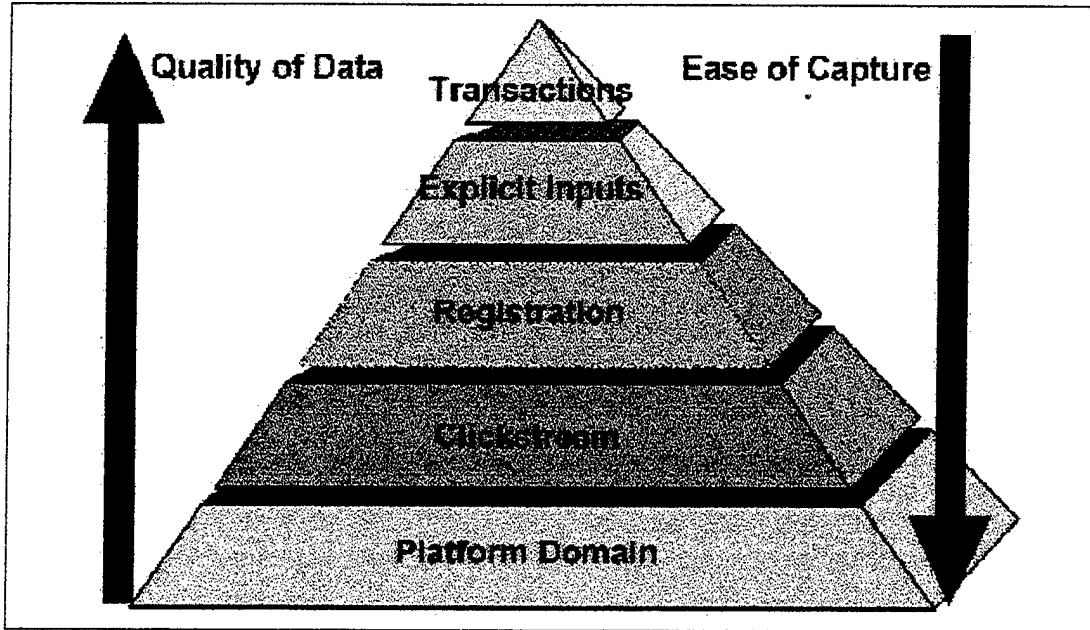 Quality of Data
Ease of Capture
Transactions
Explicit Inputs
Registration
Clickstream
Platform Domain